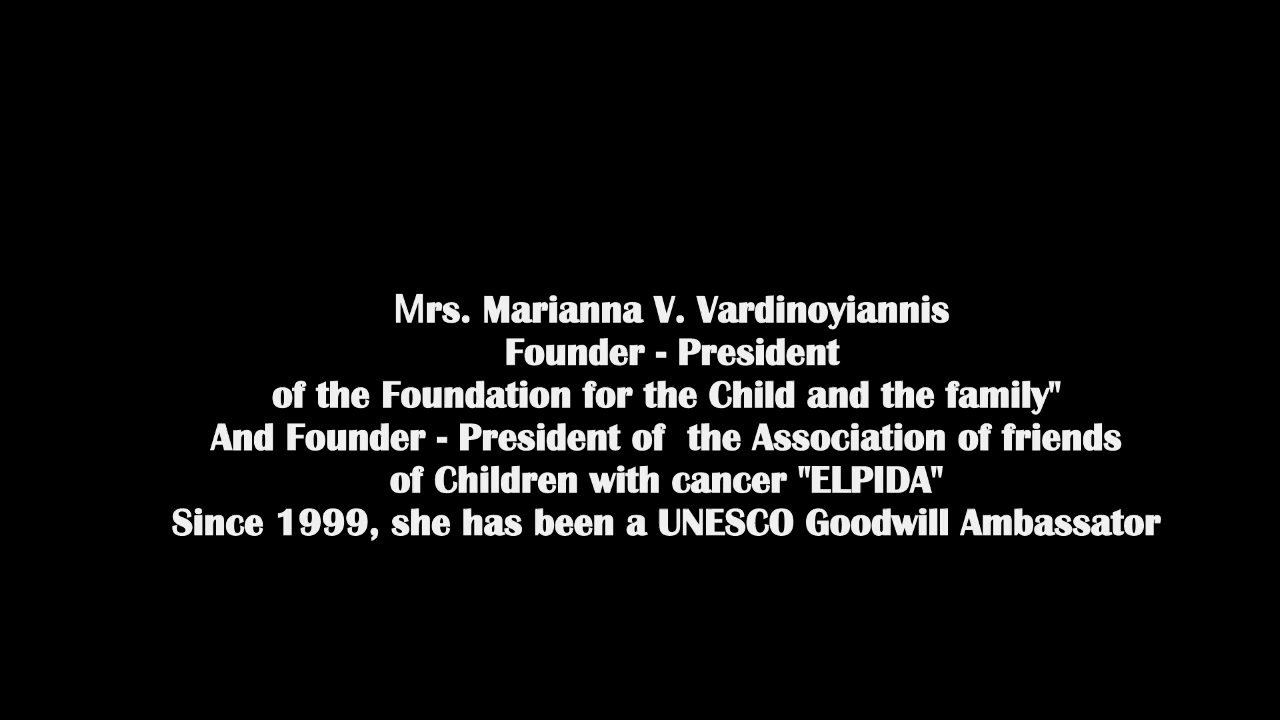 Mrs. Marianna V. Vardinoyiannis
Founder - President
of the Foundation for the Child and the family"
And Founder - President of  the Association of friends
of Children with cancer "ELPIDA"
Since 1999, she has been a UNESCO Goodwill Ambassator